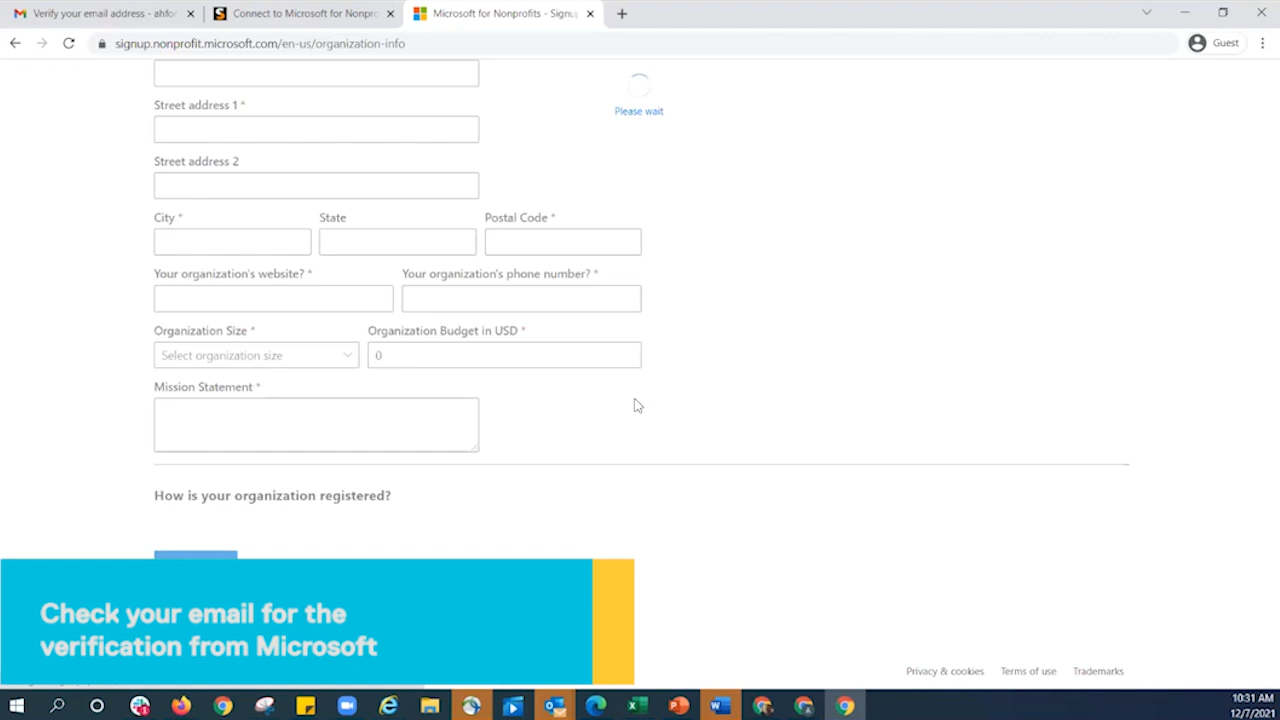 Verify your email address - ahfor
Connect to Microsoft for Nonpro
Microsoft for Nonprofits - Signup
signup.nonprofit.microsoft.com/en-us/organization-info
Guest
Please wait
Street address 1 *
Street address 2
City * State Postal Code *
Your organization's website? * Your organization's phone number? *
Organization Size * Organization Budget in USD *
Select organization size 0
Mission Statement *
How is your organization registered?
Check your email for the
verification from Microsoft
Privacy & cookies Terms of use Trademarks
10:31 AM
12/7/2021